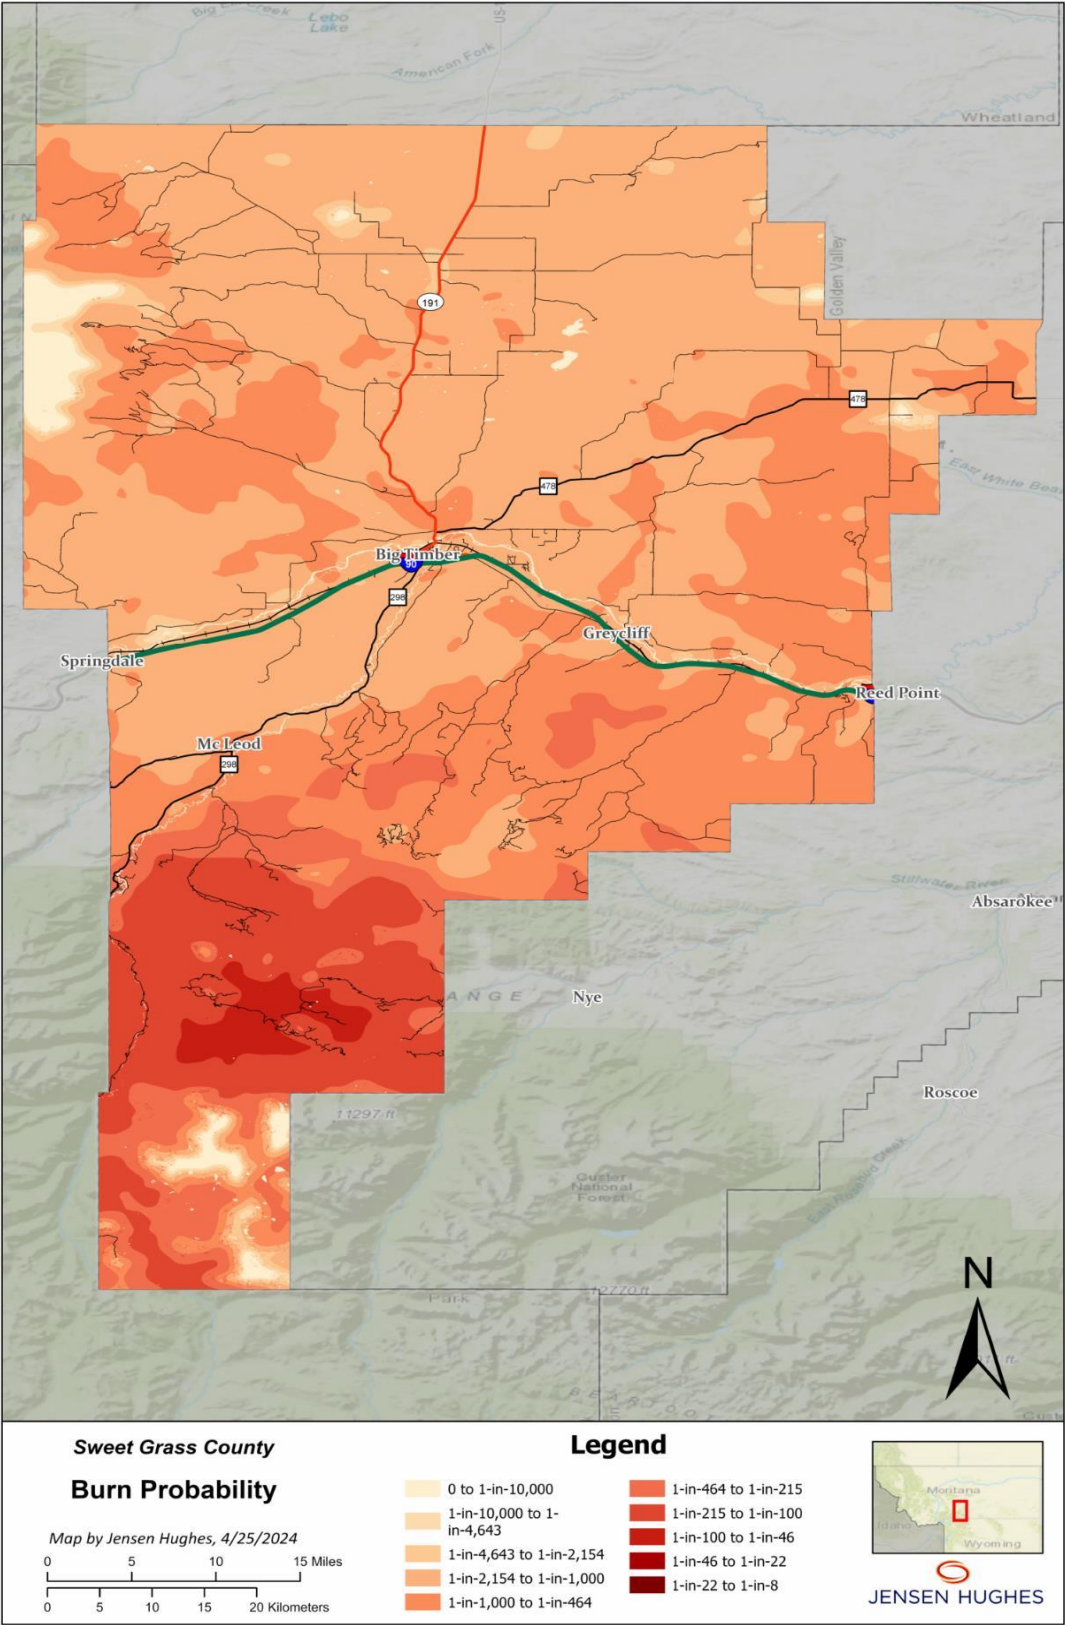 Big Elk Creek
Lebo
Lake
US-1
American Fork
Wheatland
Golden Valley
191
478
478
East White Bea
Big Timber
90
298
Greycliff
Springdale
Reed Point
Mc Leod
298
Stillwater River
Absarokee
ANGE
Nye
Roscoe
11297 ft
Custer
National
Forest
East Rosebud Creek
N
12770 ft
Park
BEARTOOT
Custe
Sweet Grass County
Burn Probability
Map by Jensen Hughes, 4/25/2024
0 5 10 15 Miles
0 5 10 15 20 Kilometers
Legend
0 to 1-in-10,000
1-in-10,000 to 1-
in-4,643
1-in-4,643 to 1-in-2,154
1-in-2,154 to 1-in-1,000
1-in-1,000 to 1-in-464
1-in-464 to 1-in-215
1-in-215 to 1-in-100
1-in-100 to 1-in-46
1-in-46 to 1-in-22
1-in-22 to 1-in-8
Montana
Idaho
Wyoming
JENSEN HUGHES